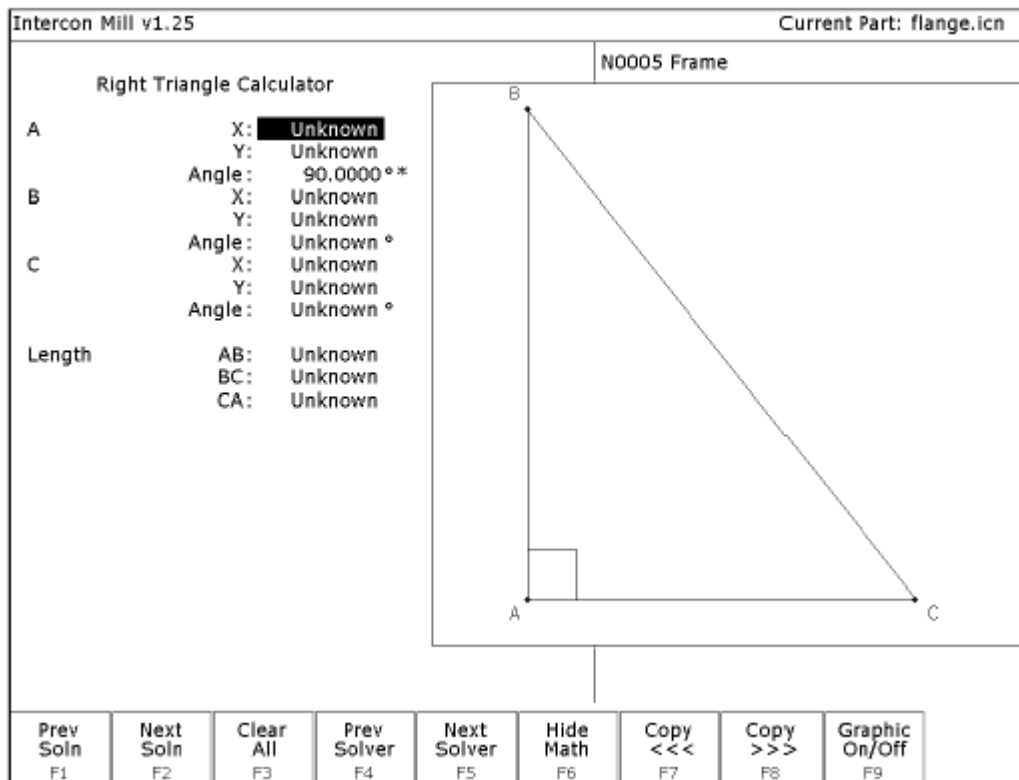 Intercon Mill v1.25 Current Part: flange.icn
N0005 Frame
Right Triangle Calculator
A X: Unknown
Y: Unknown
Angle: 90.0000°*
B X: Unknown
Y: Unknown
Angle: Unknown °
C X: Unknown
Y: Unknown
Angle: Unknown °
Length AB: Unknown
BC: Unknown
CA: Unknown
B
A
C
Prev Soln F1
Next Soln F2
Clear All F3
Prev Solver F4
Next Solver F5
Hide Math F6
Copy <<< F7
Copy >>> F8
Graphic On/Off F9